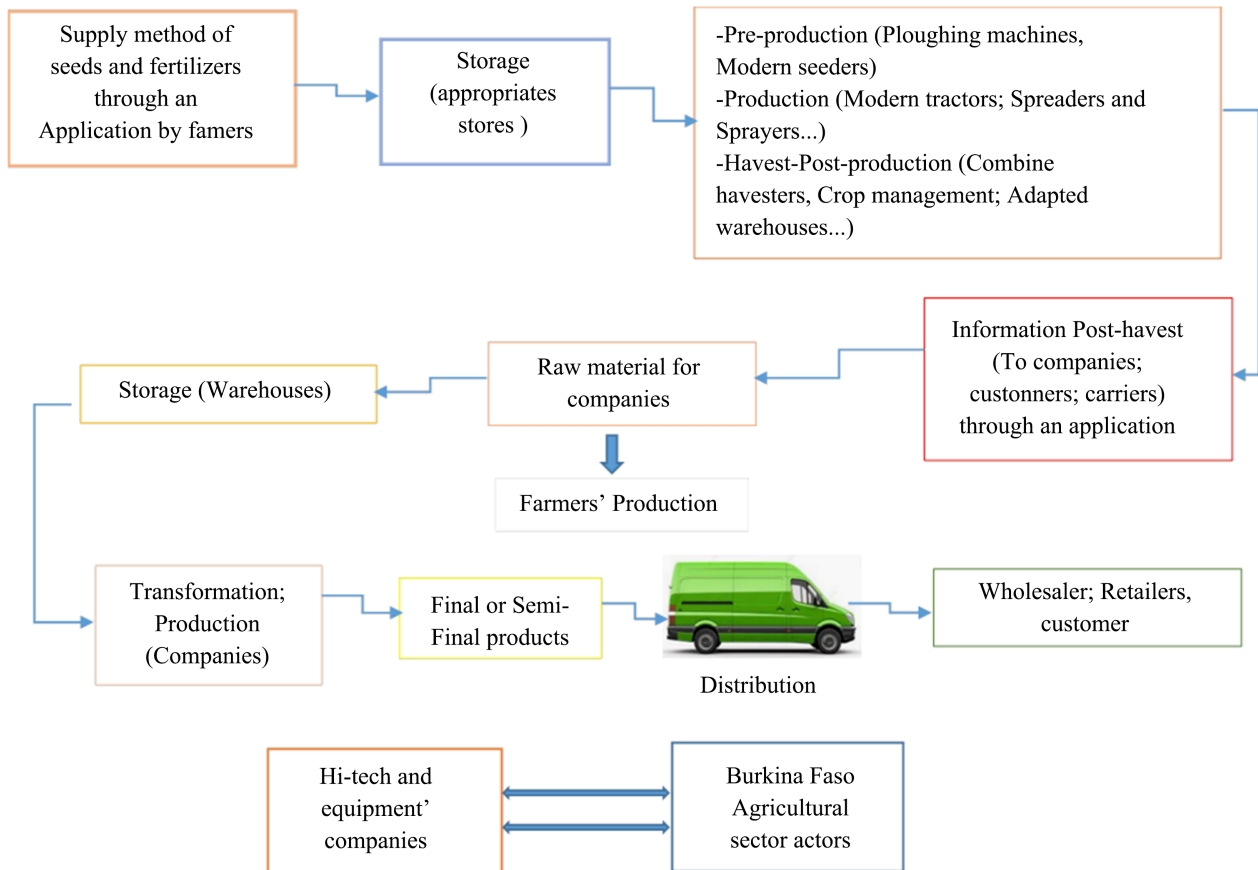 Supply method of
seeds and fertilizers
through an
Application by famers
Storage
(appropriates
stores )
-Pre-production (Ploughing machines,
Modern seeders)
-Production (Modern tractors; Spreaders and
Sprayers...)
-Havest-Post-production (Combine
havesters, Crop management; Adapted
warehouses...)
Information Post-havest
(To companies;
custonners; carriers)
through an application
Raw material for
companies
Storage (Warehouses)
Farmers’ Production
Transformation;
Production
(Companies)
Final or Semi-
Final products
Distribution
Wholesaler; Retailers,
customer
Hi-tech and
equipment’
companies
Burkina Faso
Agricultural
sector actors